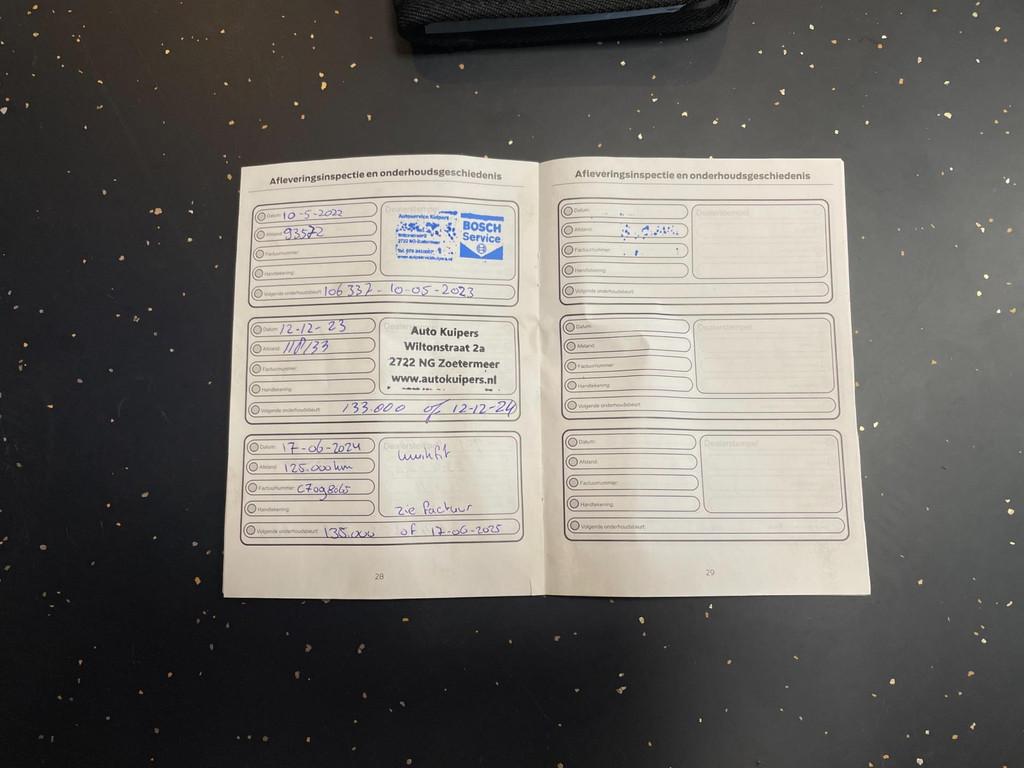 Afleveringsinspectie en onderhoudsgeschiedenis
Datum: 10-5-2022
Afstand: 93572
Factuurnummer:
Handtekening:
Volgende onderhoudsbeurt: 106337 - 10-05-2023
Dealerstempel
Autoservice Kuipers
2722 NG Zoetermeer
BOSCH
Service
Datum: 12-12-23
Afstand: 118133
Factuurnummer:
Handtekening:
Volgende onderhoudsbeurt: 133.000 of 12-12-24
Auto Kuipers
Wiltonstraat 2a
2722 NG Zoetermeer
www.autokuipers.nl
Datum: 17-06-2024
Afstand: 125.000 km
Factuurnummer: C7098065
Handtekening:
Volgende onderhoudsbeurt: 135.000 of 17-06-2025
Dealerstempel
kwikfit
zie factuur
28
Afleveringsinspectie en onderhoudsgeschiedenis
Datum:
Afstand:
Factuurnummer:
Handtekening:
Volgende onderhoudsbeurt:
Dealerstempel
Datum:
Afstand:
Factuurnummer:
Handtekening:
Volgende onderhoudsbeurt:
Dealerstempel
Datum:
Afstand:
Factuurnummer:
Handtekening:
Volgende onderhoudsbeurt:
Dealerstempel
29